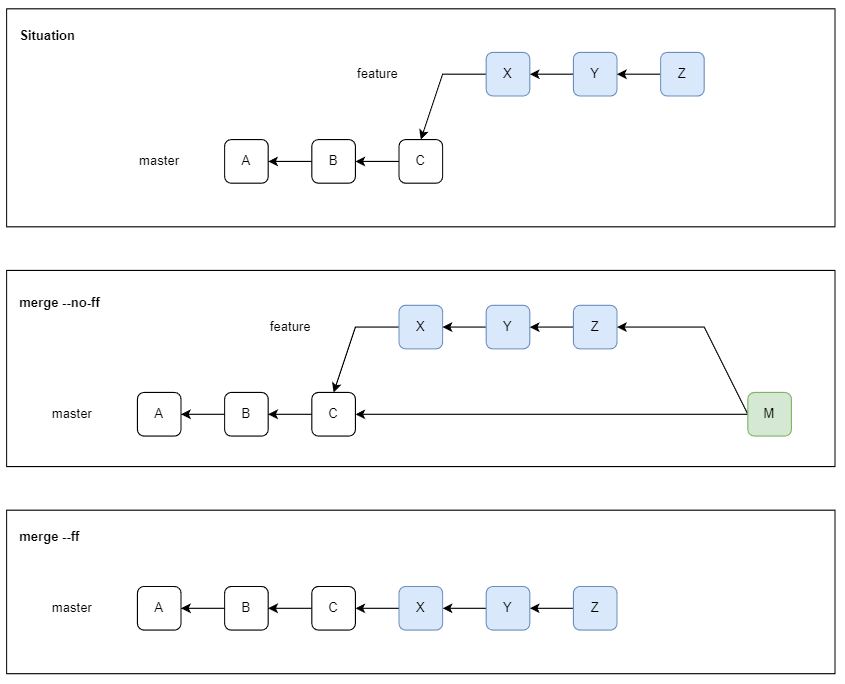 Situation
feature X Y Z
master A B C
merge --no-ff
feature X Y Z
master A B C M
merge --ff
master A B C X Y Z